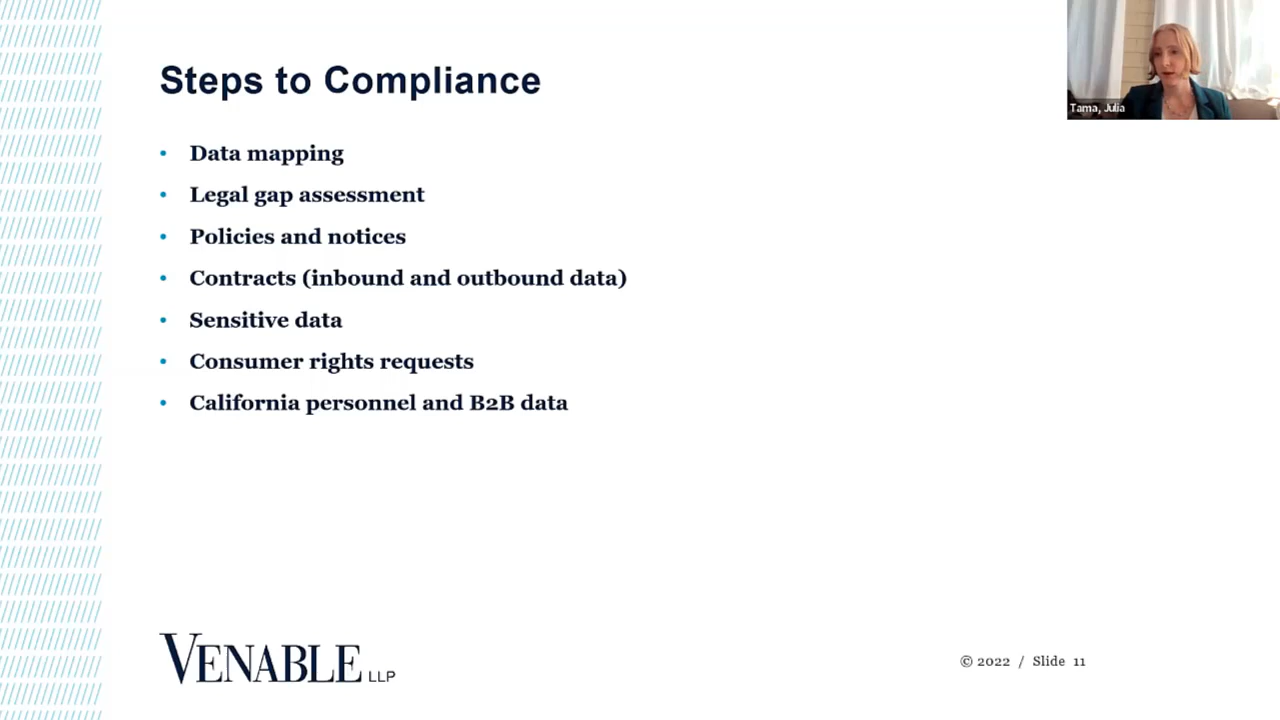 Steps to Compliance
Tama, Julia
• Data mapping
• Legal gap assessment
• Policies and notices
• Contracts (inbound and outbound data)
• Sensitive data
• Consumer rights requests
• California personnel and B2B data
VENABLE LLP
© 2022 / Slide 11